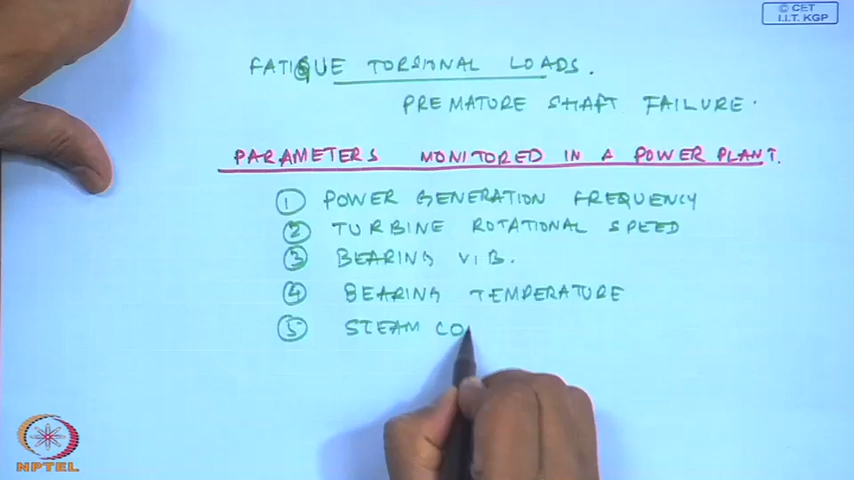 © CET
I.I.T. KGP
FATIGUE TORSIONAL LOADS.
PREMATURE SHAFT FAILURE.
PARAMETERS MONITORED IN A POWER PLANT.
1 POWER GENERATION FREQUENCY
2 TURBINE ROTATIONAL SPEED
3 BEARING VIB.
4 BEARING TEMPERATURE
5 STEAM CO
NPTEL